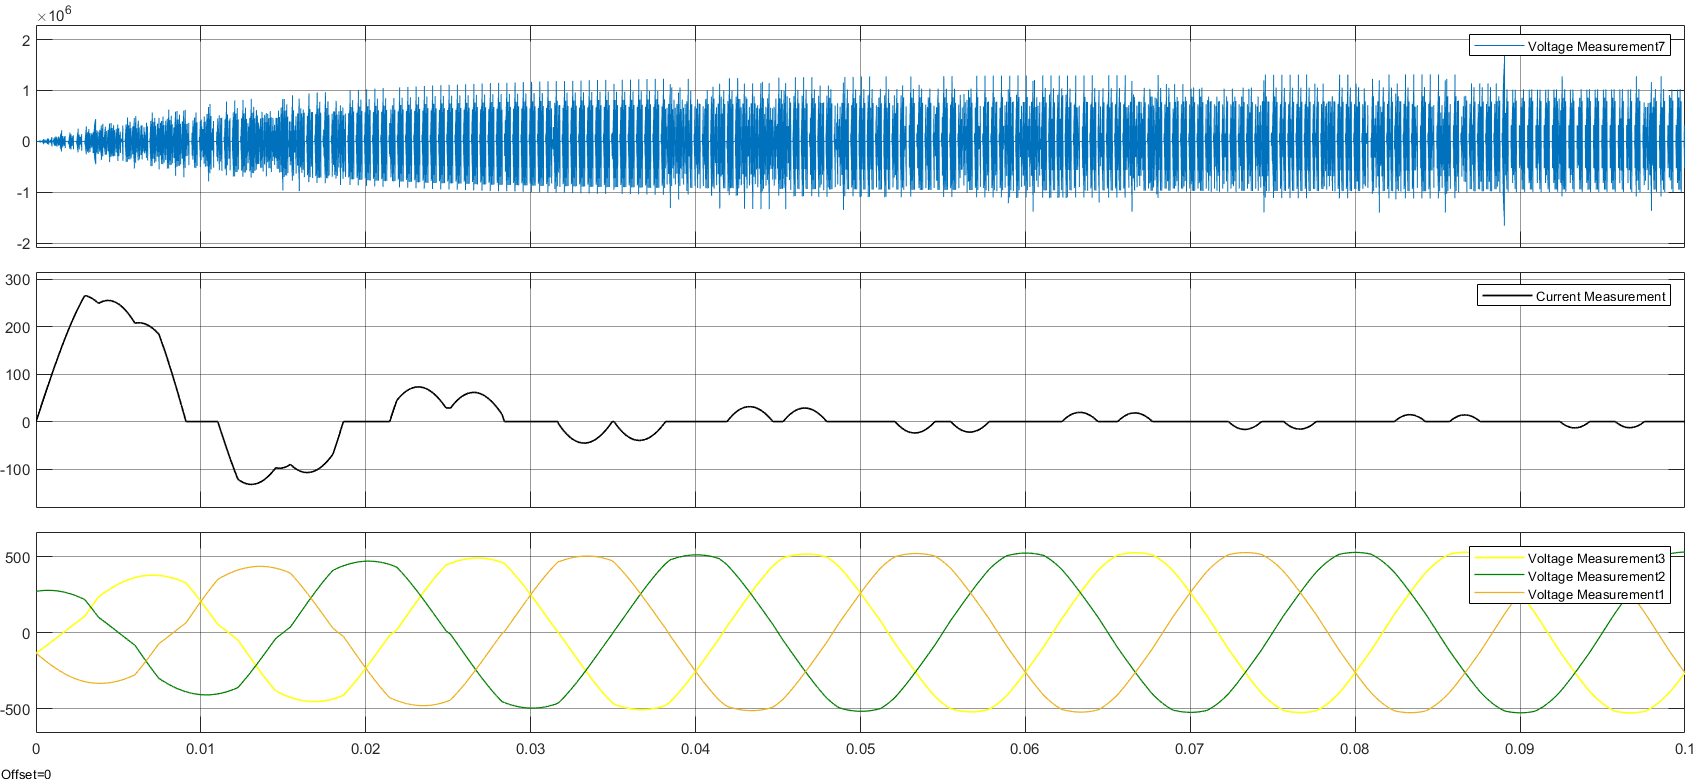 ×10⁶
2
1
0
-1
-2
Voltage Measurement7
300
200
100
0
-100
Current Measurement
500
0
-500
Voltage Measurement3
Voltage Measurement2
Voltage Measurement1
0 0.01 0.02 0.03 0.04 0.05 0.06 0.07 0.08 0.09 0.1
Offset=0